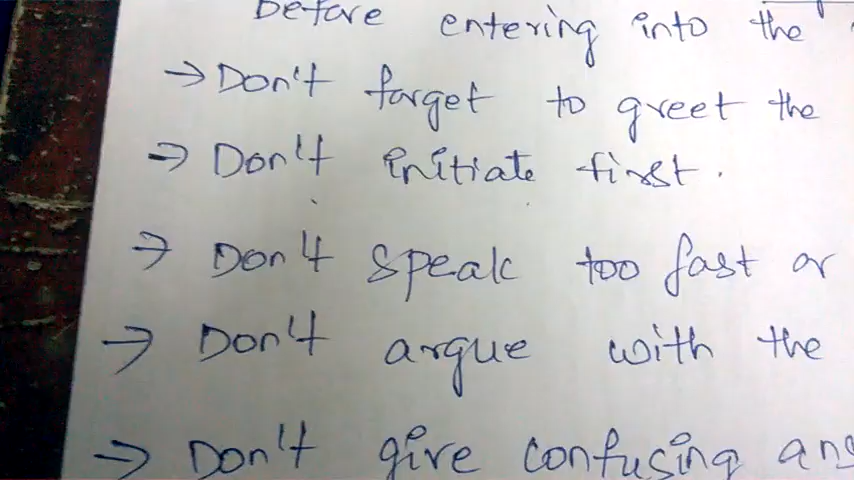 Before entering into the
→ Don't forget to greet the
→ Don't initiate first.
→ Don't speak too fast or
→ Don't argue with the
→ Don't give confusing ans